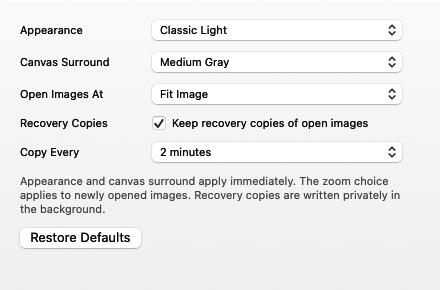 Appearance Classic Light
Canvas Surround Medium Gray
Open Images At Fit Image
Recovery Copies Keep recovery copies of open images
Copy Every 2 minutes
Appearance and canvas surround apply immediately. The zoom choice
applies to newly opened images. Recovery copies are written privately in
the background.
Restore Defaults